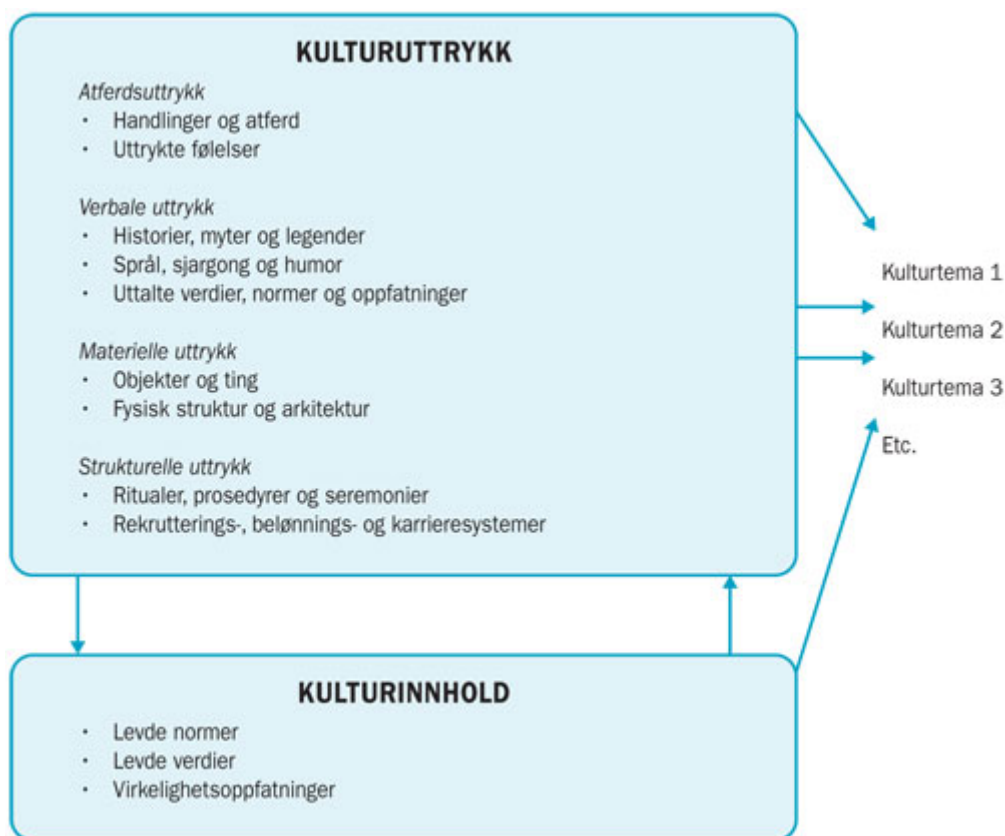 KULTURUTTRYKK
Atferdsuttrykk
· Handlinger og atferd
· Uttrykte følelser
Verbale uttrykk
· Historier, myter og legender
· Språl, sjargong og humor
· Uttalte verdier, normer og oppfatninger
Materielle uttrykk
· Objekter og ting
· Fysisk struktur og arkitektur
Strukturelle uttrykk
· Ritualer, prosedyrer og seremonier
· Rekrutterings-, belønnings- og karrieresystemer
Kulturtema 1
Kulturtema 2
Kulturtema 3
Etc.
KULTURINNHOLD
· Levde normer
· Levde verdier
· Virkelighetsoppfatninger